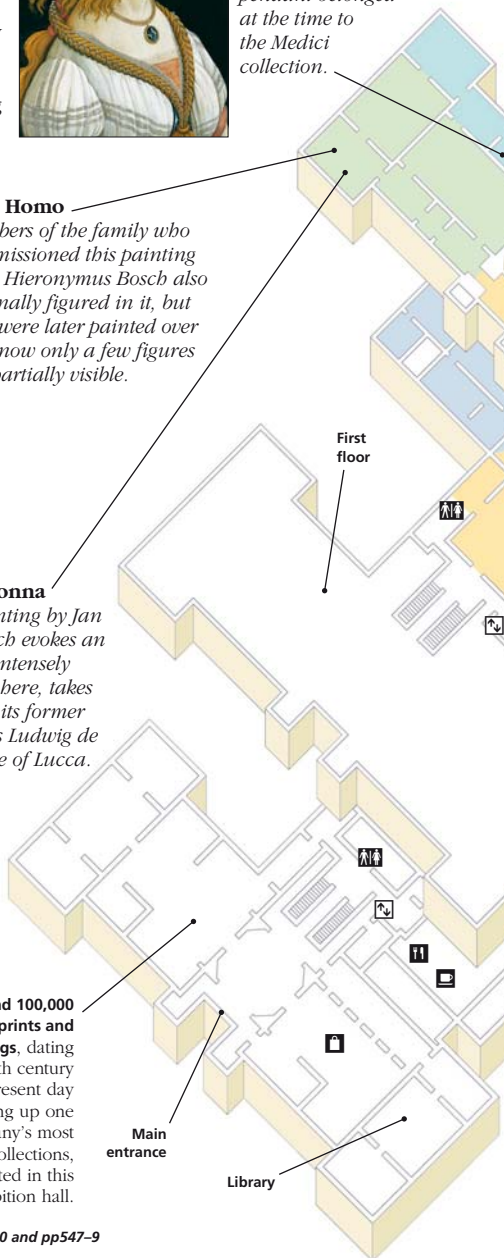 pendant belonged
at the time to
the Medici
collection.
Homo
bers of the family who
missioned this painting
Hieronymus Bosch also
nally figured in it, but
were later painted over
now only a few figures
partially visible.
First
floor
onna
nting by Jan
ch evokes an
intensely
here, takes
its former
s Ludwig de
e of Lucca.
nd 100,000
prints and
gs, dating
th century
resent day
ng up one
any's most
ollections,
ted in this
bition hall.
Main
entrance
Library
0 and pp547–9